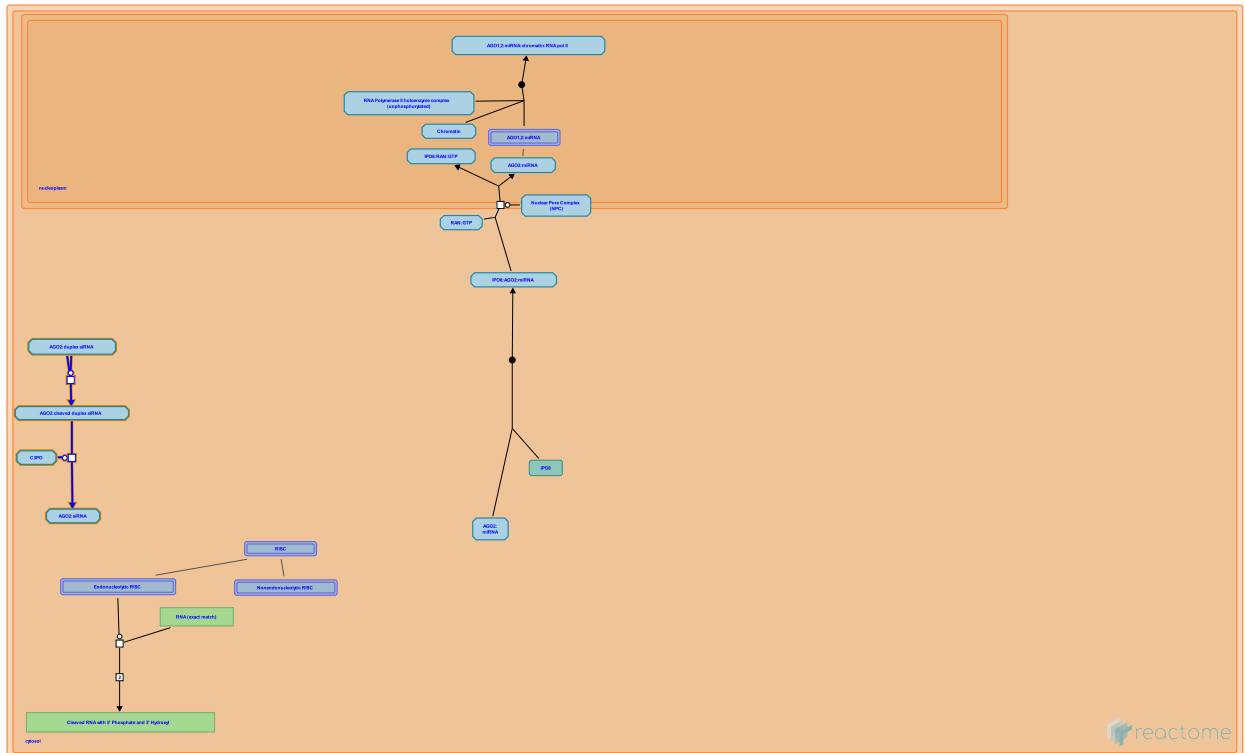 AGO1,2:miRNA:chromatin:RNA pol II
RNA Polymerase II holoenzyme complex
(unphosphorylated)
Chromatin
AGO1,2:miRNA
IPO8:RAN:GTP
AGO2:miRNA
nucleoplasm
Nuclear Pore Complex
(NPC)
RAN:GTP
IPO8:AGO2:miRNA
AGO2:duplex siRNA
AGO2:cleaved duplex siRNA
C3PO
IPO8
AGO2:siRNA
AGO2:
miRNA
RISC
Endonucleolytic RISC
Nonendonucleolytic RISC
RNA (exact match)
2
Cleaved RNA with 5' Phosphate and 3' Hydroxyl
cytosol
reactome